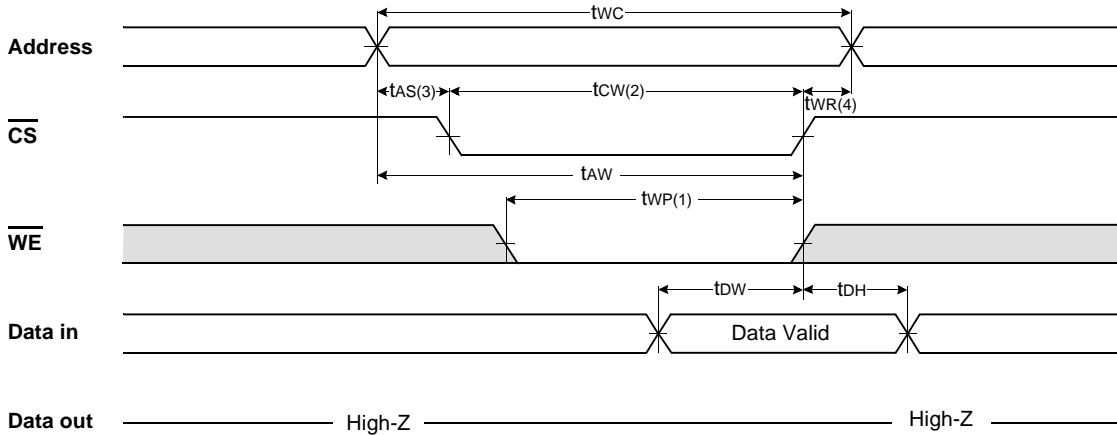 tWC
Address
tAS(3) tCW(2) tWR(4)
CS
tAW
tWP(1)
WE
tDW tDH
Data in Data Valid
Data out High-Z High-Z